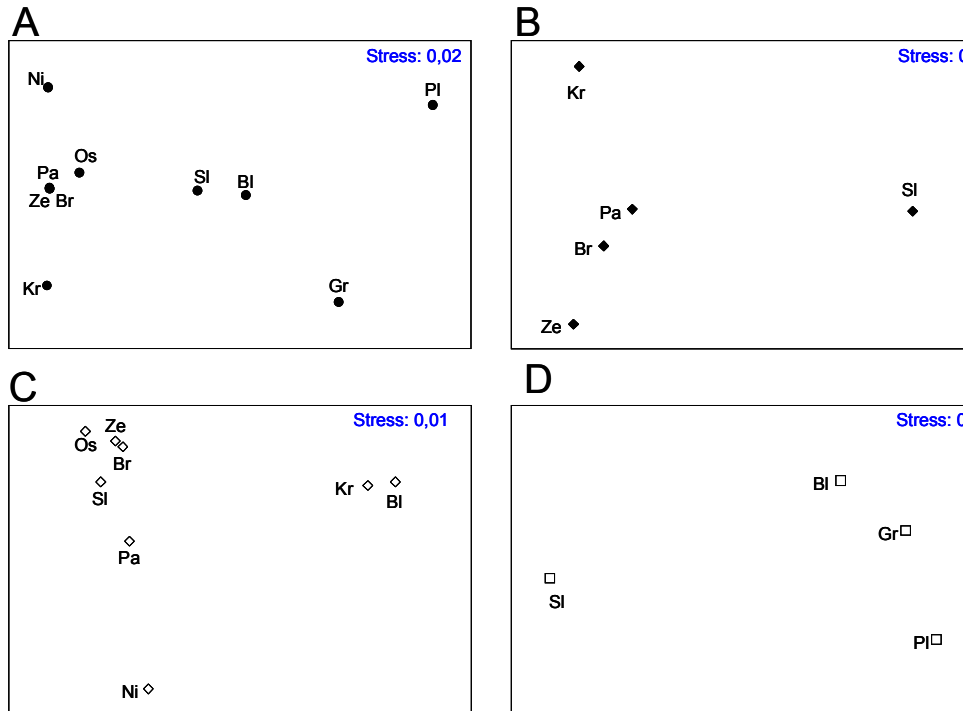 A
Stress: 0,02
Ni
Pl
Os
Pa
Sl
Bl
Ze Br
Kr
Gr
B
Stress: 0
Kr
Sl
Pa
Br
Ze
C
Stress: 0,01
Ze
Os
Br
Sl
Kr
Bl
Pa
Ni
D
Stress: 0
Bl
Gr
Sl
Pl